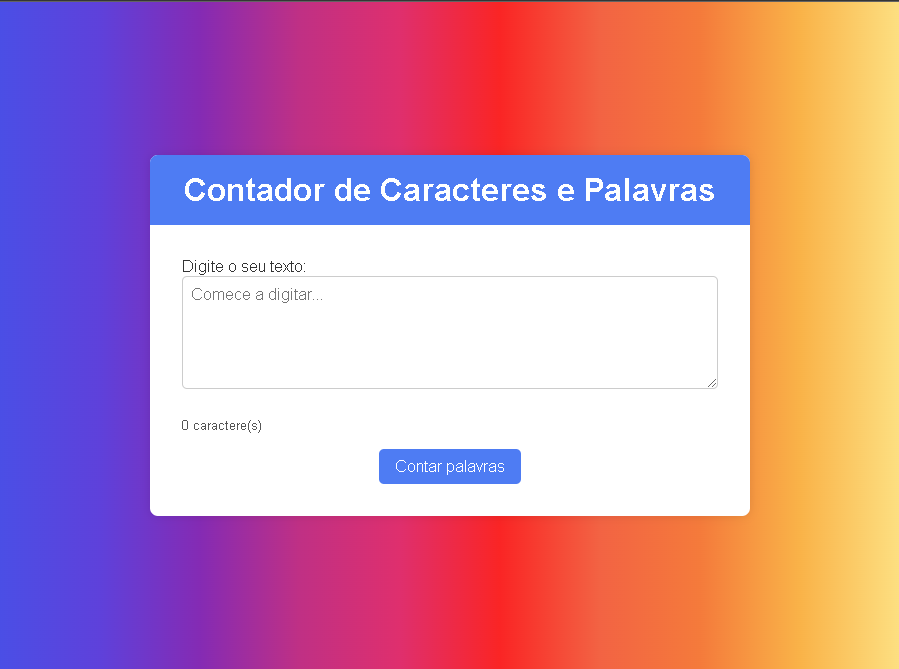 Contador de Caracteres e Palavras
Digite o seu texto:
Comece a digitar...
0 caractere(s)
Contar palavras